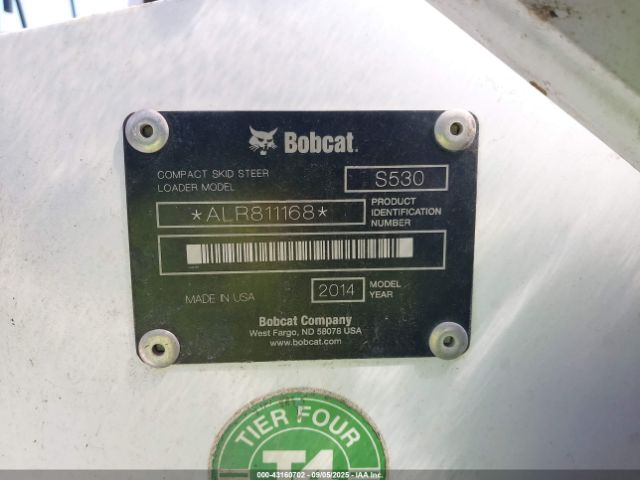 Bobcat.
COMPACT SKID STEER
LOADER MODEL
S530
*ALR811168*
PRODUCT
IDENTIFICATION
NUMBER
MADE IN USA
2014
MODEL
YEAR
Bobcat Company
West Fargo, ND 58078 USA
www.bobcat.com
TIER FOUR
T4
000-43160702 - 09/05/2025 - IAA Inc.